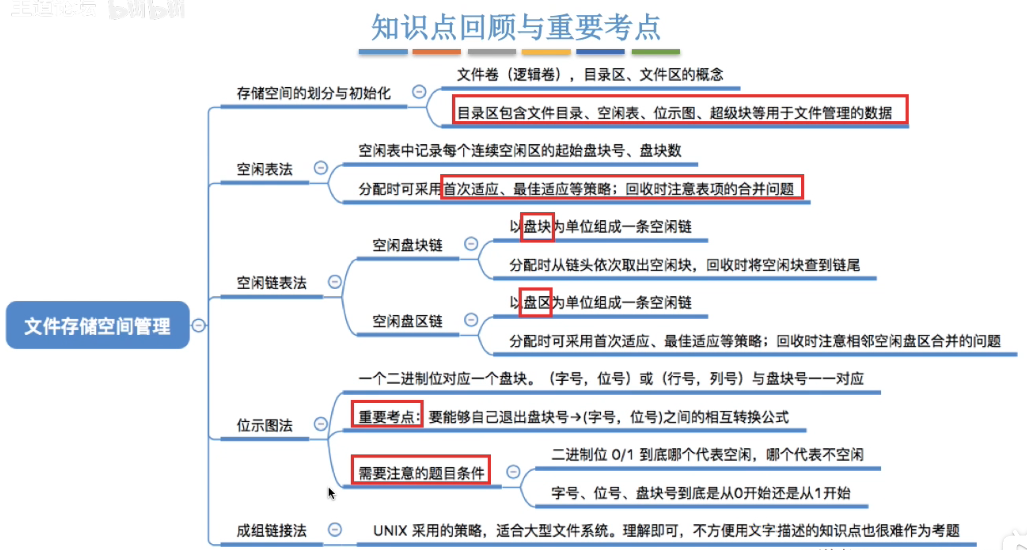 bilibili
知识点回顾与重要考点
文件卷（逻辑卷），目录区、文件区的概念
存储空间的划分与初始化
目录区包含文件目录、空闲表、位示图、超级块等用于文件管理的数据
空闲表中记录每个连续空闲区的起始盘块号、盘块数
空闲表法
分配时可采用首次适应、最佳适应等策略；回收时注意表项的合并问题
以盘块为单位组成一条空闲链
空闲盘块链
分配时从链头依次取出空闲块，回收时将空闲块查到链尾
空闲链表法
以盘区为单位组成一条空闲链
空闲盘区链
分配时可采用首次适应、最佳适应等策略；回收时注意相邻空闲盘区合并的问题
文件存储空间管理
一个二进制位对应一个盘块。（字号，位号）或（行号，列号）与盘块号一一对应
重要考点：要能够自己退出盘块号→(字号，位号)之间的相互转换公式
位示图法
二进制位 0/1 到底哪个代表空闲，哪个代表不空闲
需要注意的题目条件
字号、位号、盘块号到底是从0开始还是从1开始
成组链接法
UNIX 采用的策略，适合大型文件系统。理解即可，不方便用文字描述的知识点也很难作为考题